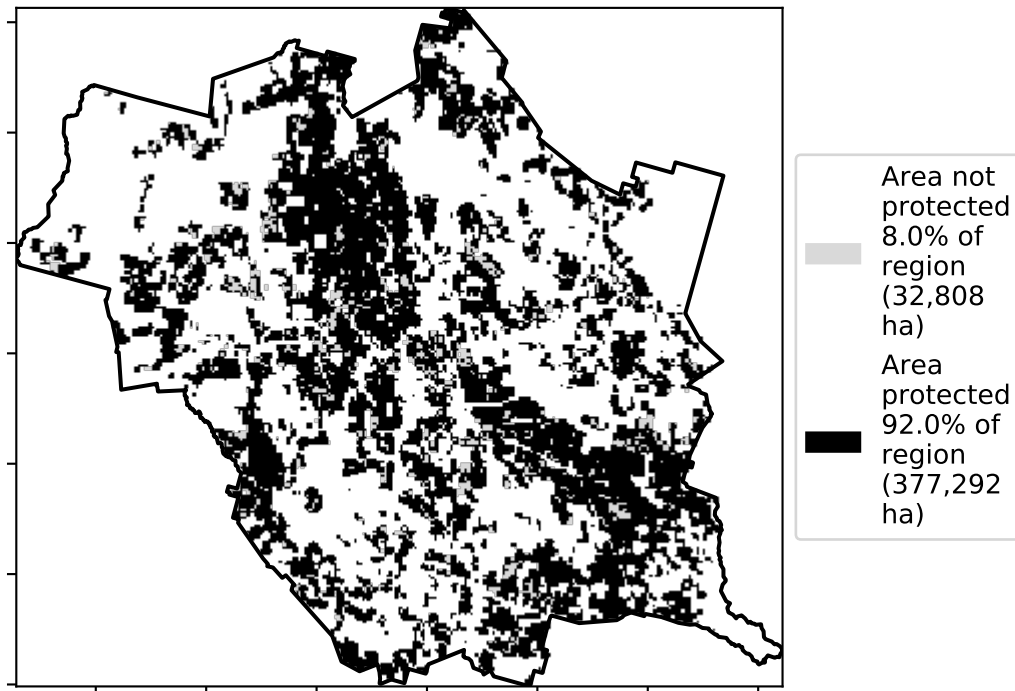 Area not
protected
8.0% of
region
(32,808
ha)
Area
protected
92.0% of
region
(377,292
ha)